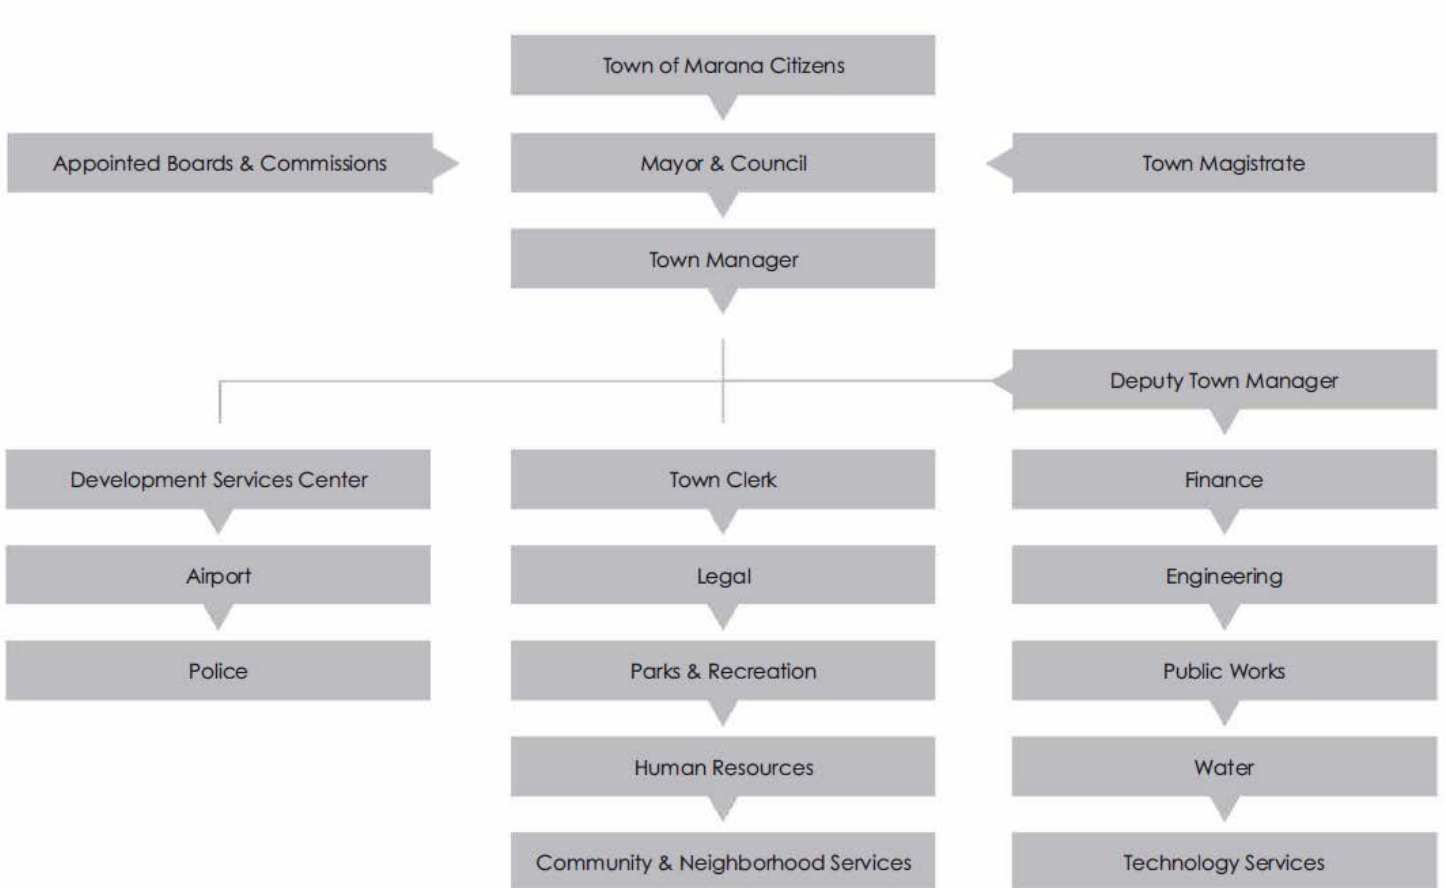 Town of Marana Citizens
Appointed Boards & Commissions
Mayor & Council
Town Magistrate
Town Manager
Deputy Town Manager
Development Services Center
Town Clerk
Finance
Airport
Legal
Engineering
Police
Parks & Recreation
Public Works
Human Resources
Water
Community & Neighborhood Services
Technology Services